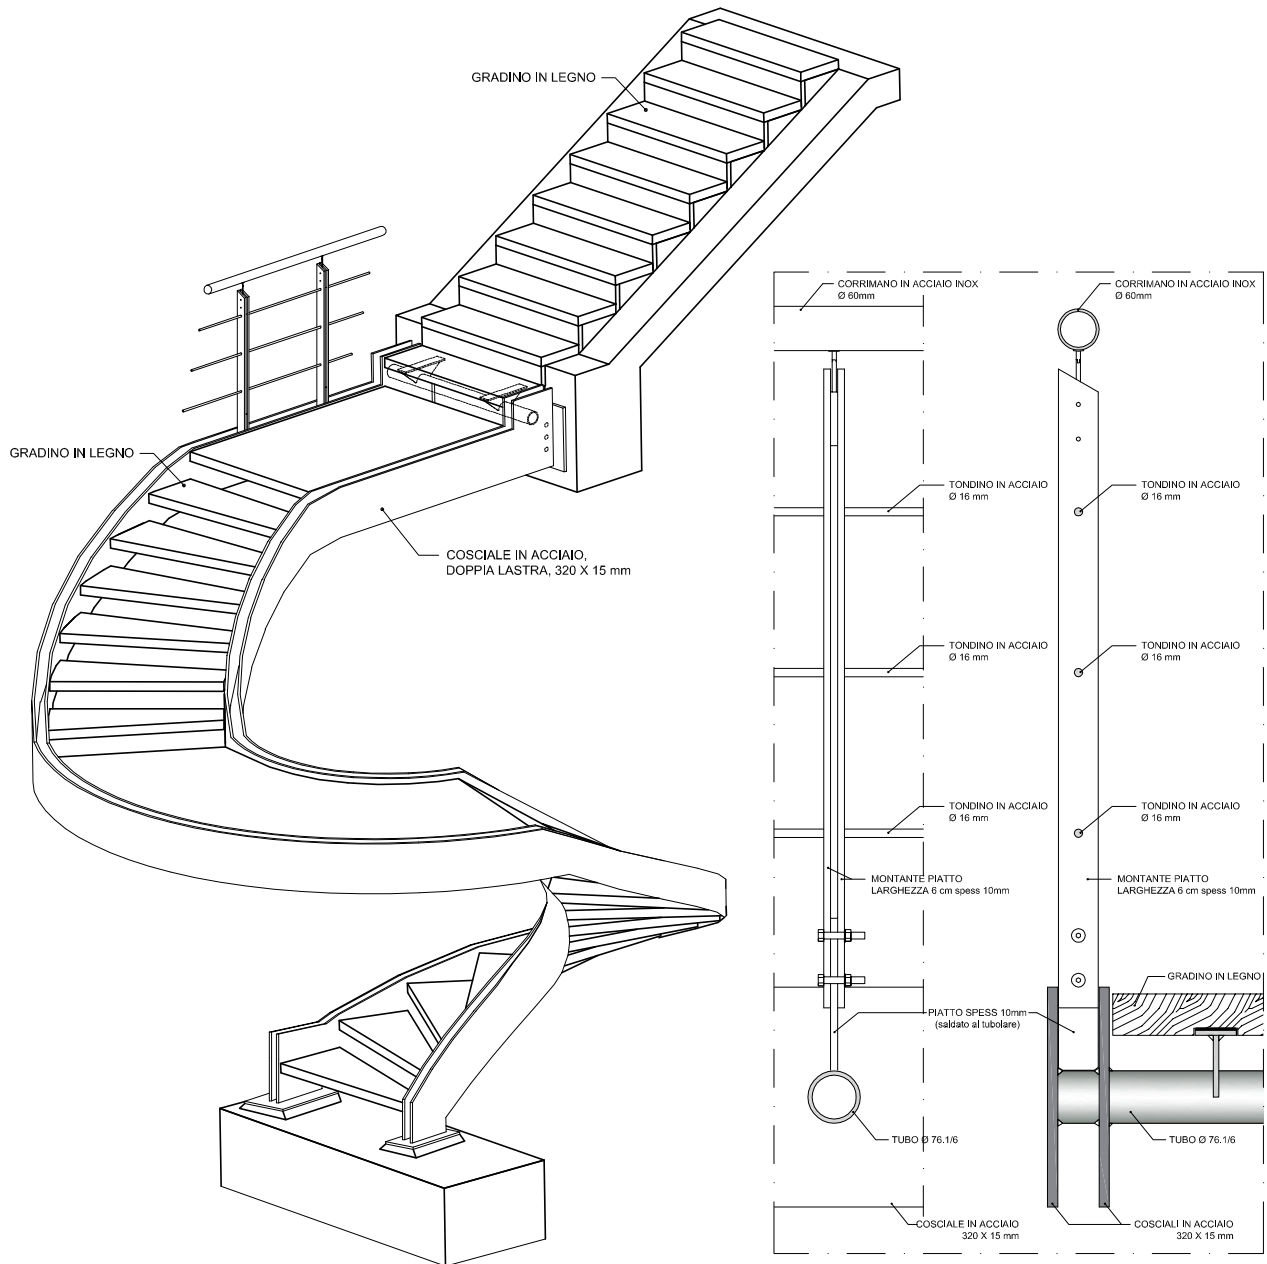 GRADINO IN LEGNO
GRADINO IN LEGNO
COSCIALE IN ACCIAIO,
DOPPIA LASTRA, 320 X 15 mm
CORRIMANO IN ACCIAIO INOX
Ø 60mm
CORRIMANO IN ACCIAIO INOX
Ø 60mm
TONDINO IN ACCIAIO
Ø 16 mm
TONDINO IN ACCIAIO
Ø 16 mm
TONDINO IN ACCIAIO
Ø 16 mm
TONDINO IN ACCIAIO
Ø 16 mm
TONDINO IN ACCIAIO
Ø 16 mm
TONDINO IN ACCIAIO
Ø 16 mm
MONTANTE PIATTO
LARGHEZZA 6 cm spess 10mm
MONTANTE PIATTO
LARGHEZZA 6 cm spess 10mm
GRADINO IN LEGNO
PIATTO SPESS 10mm
(saldato al tubolare)
TUBO Ø 76.1/6
TUBO Ø 76.1/6
COSCIALE IN ACCIAIO
320 X 15 mm
COSCIALI IN ACCIAIO
320 X 15 mm